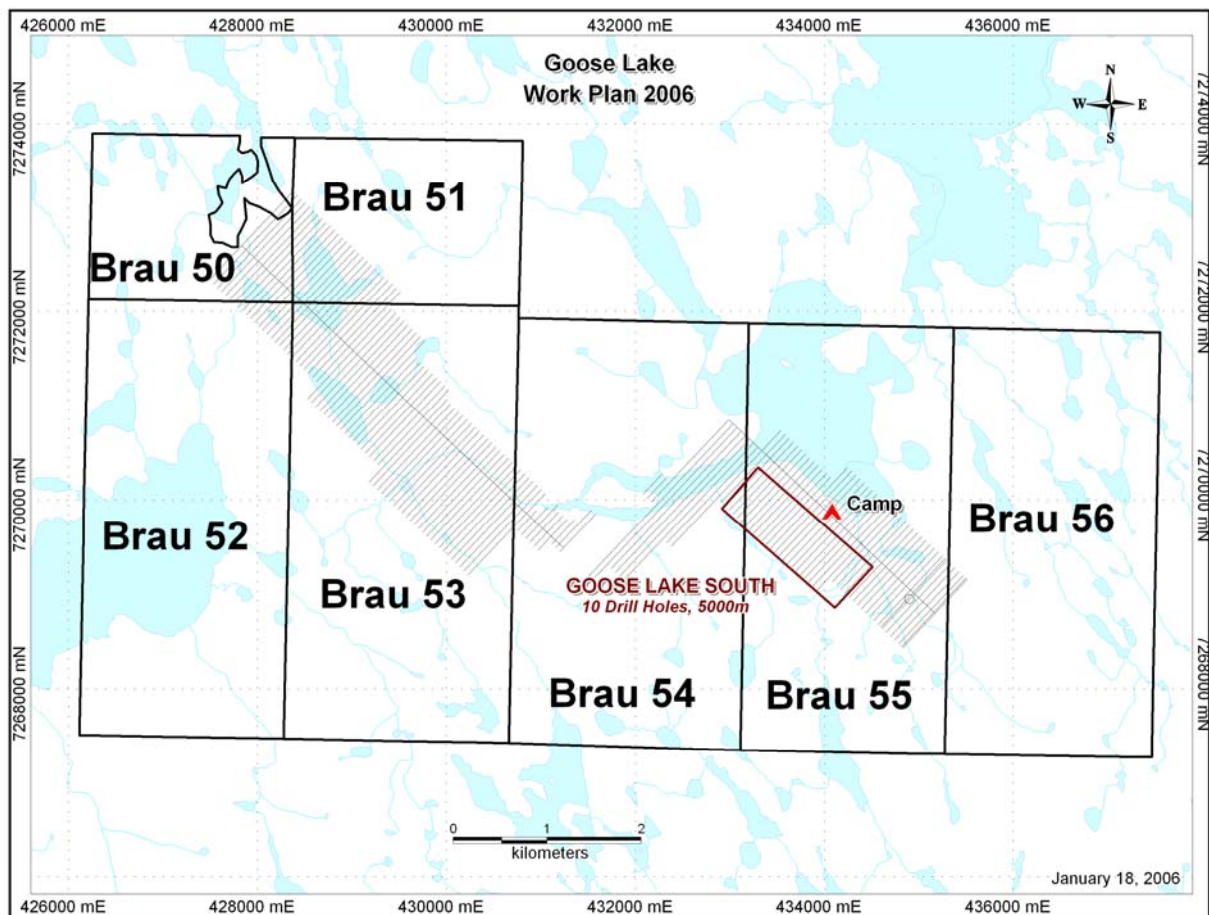 426000 mE 428000 mE 430000 mE 432000 mE 434000 mE 436000 mE
Goose Lake
Work Plan 2006
N
W E
S
7274000 mN 7274000 mN
Brau 51
Brau 50
7272000 mN 7272000 mN
7270000 mN 7270000 mN
Camp
Brau 56
Brau 52
Brau 53
GOOSE LAKE SOUTH
10 Drill Holes, 5000m
Brau 54
Brau 55
7268000 mN 7268000 mN
0 1 2
kilometers
January 18, 2006
426000 mE 428000 mE 430000 mE 432000 mE 434000 mE 436000 mE